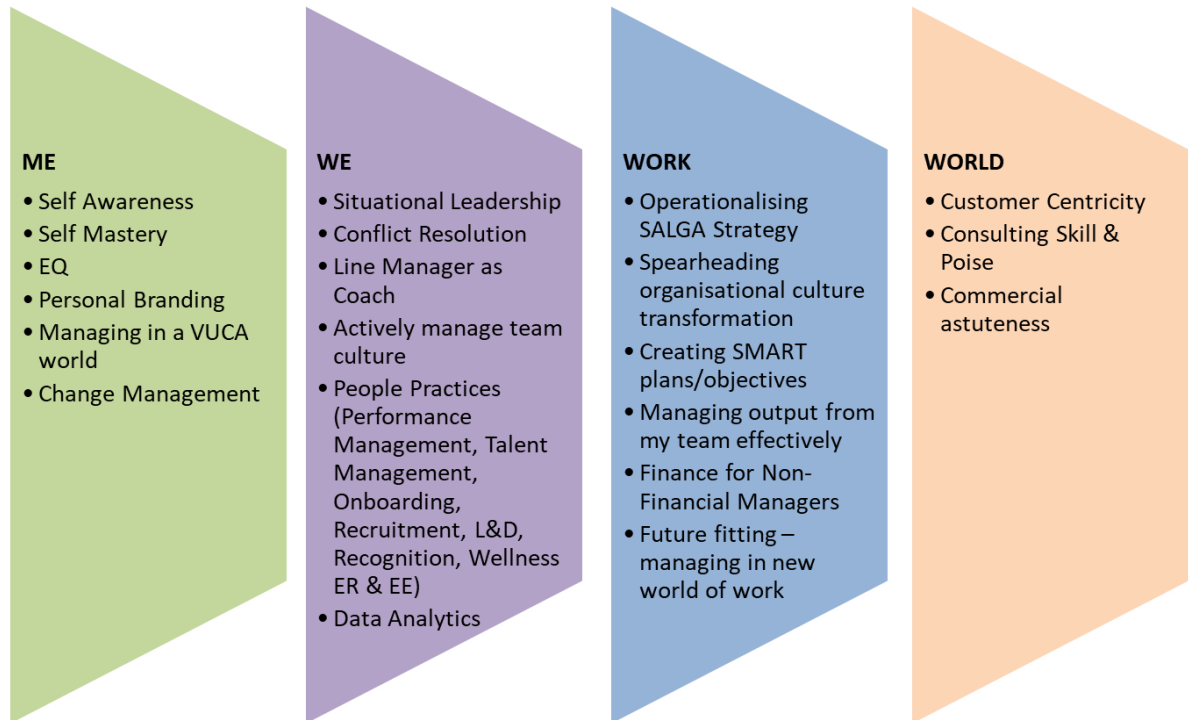 ME
• Self Awareness
• Self Mastery
• EQ
• Personal Branding
• Managing in a VUCA
world
• Change Management
WE
• Situational Leadership
• Conflict Resolution
• Line Manager as
Coach
• Actively manage team
culture
• People Practices
(Performance
Management, Talent
Management,
Onboarding,
Recruitment, L&D,
Recognition, Wellness
ER & EE)
• Data Analytics
WORK
• Operationalising
SALGA Strategy
• Spearheading
organisational culture
transformation
• Creating SMART
plans/objectives
• Managing output from
my team effectively
• Finance for Non-
Financial Managers
• Future fitting –
managing in new
world of work
WORLD
• Customer Centricity
• Consulting Skill &
Poise
• Commercial
astuteness